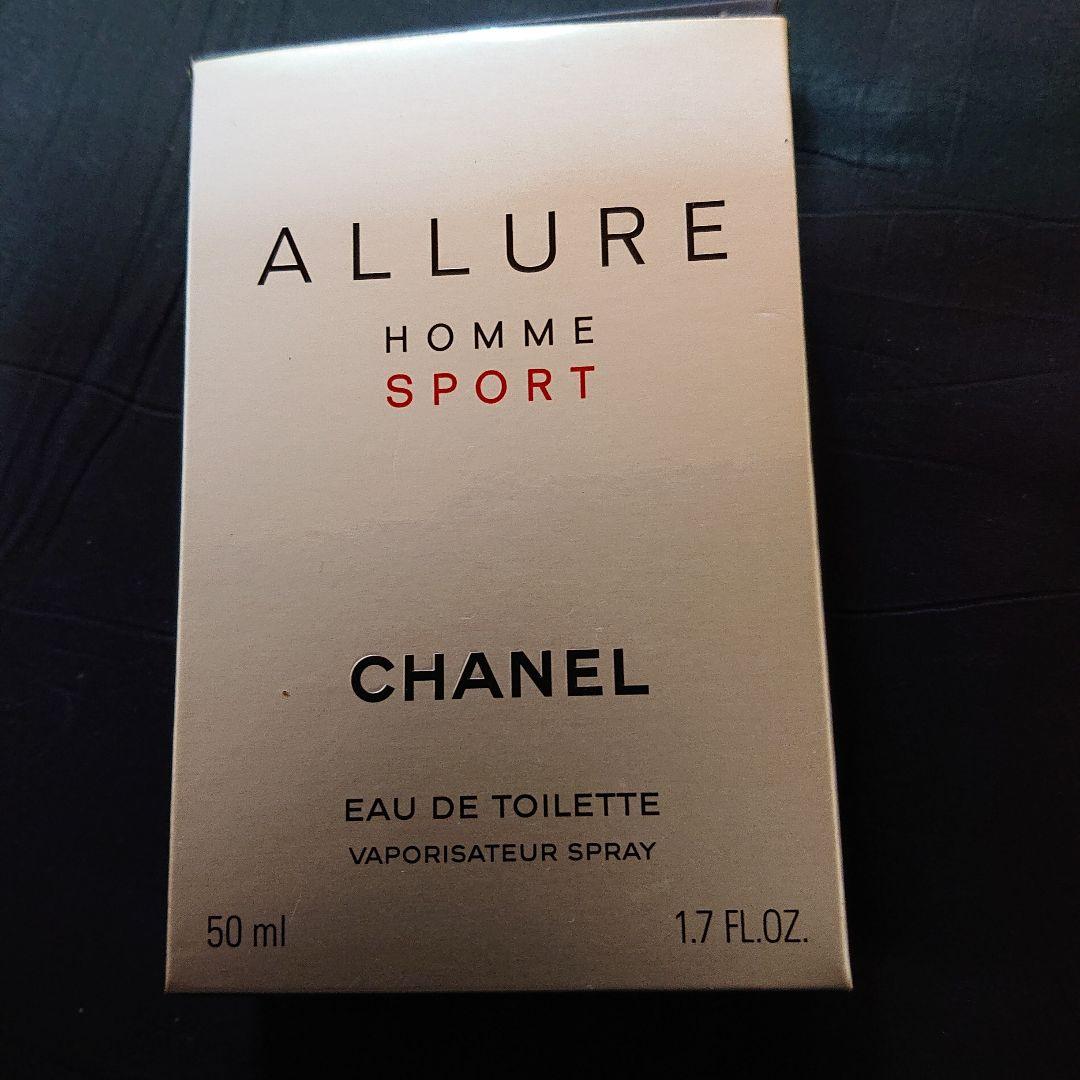 ALLURE
HOMME
SPORT
CHANEL
EAU DE TOILETTE
VAPORISATEUR SPRAY
50 ml 1.7 FL.OZ.